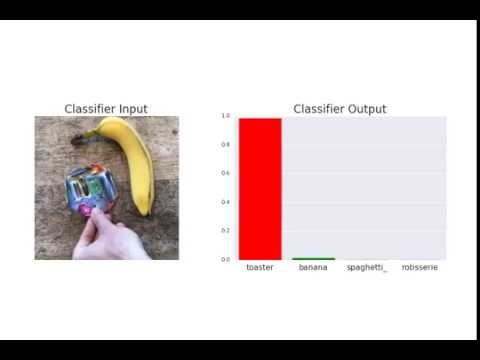 Classifier Input
Classifier Output
1.0
0.8
0.6
0.4
0.2
0.0
toaster banana spaghetti_ rotisserie